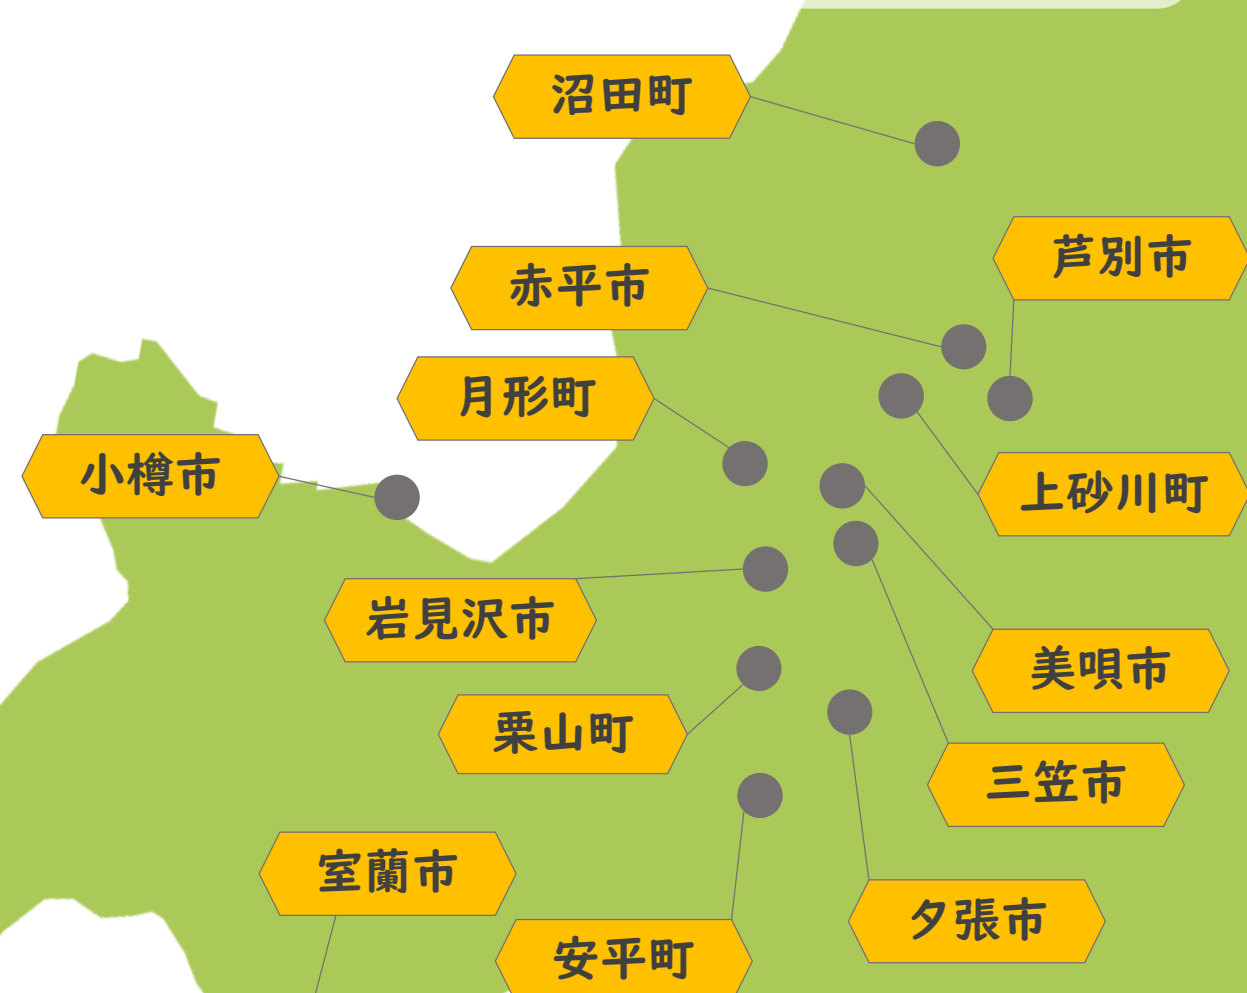 沼田町
芦別市
赤平市
月形町
小樽市
上砂川町
岩見沢市
美唄市
栗山町
三笠市
室蘭市
夕張市
安平町